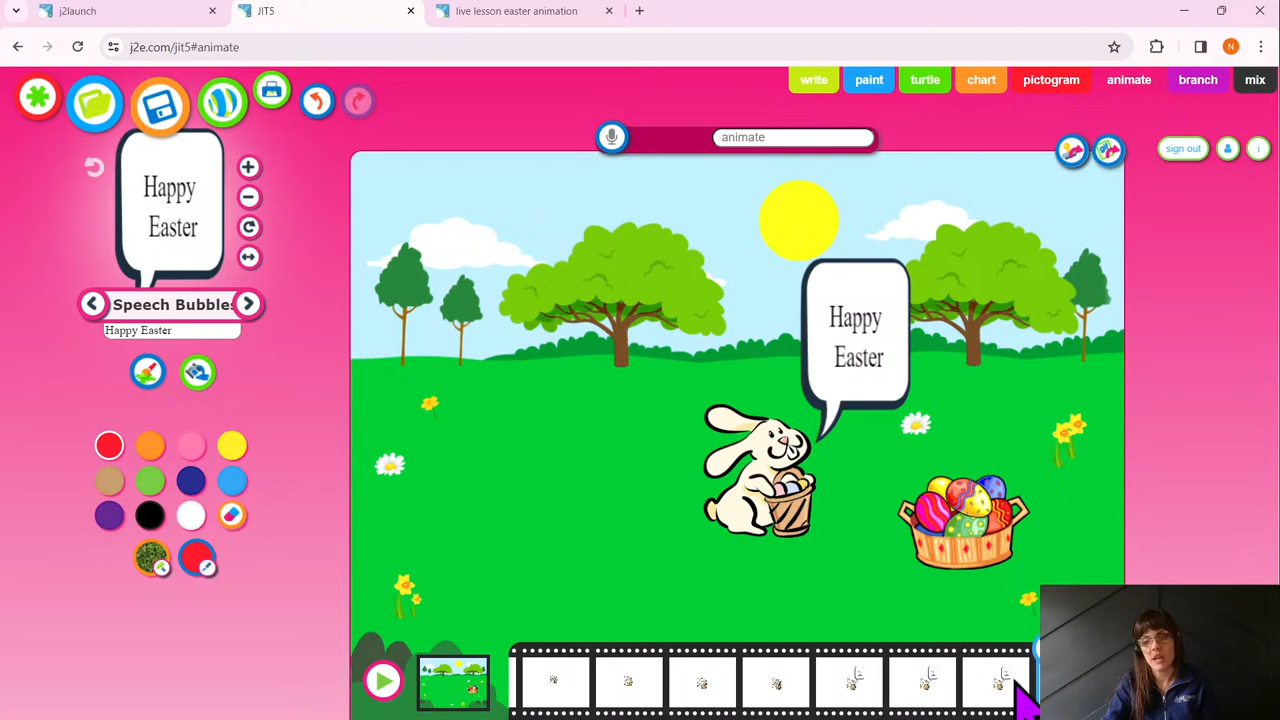 j2launch
JIT5
live lesson easter animation
j2e.com/jit5#animate
N
write
paint
turtle
chart
pictogram
animate
branch
mix
animate
sign out
i
Happy
Easter
Speech Bubbles
Happy Easter
Happy
Easter